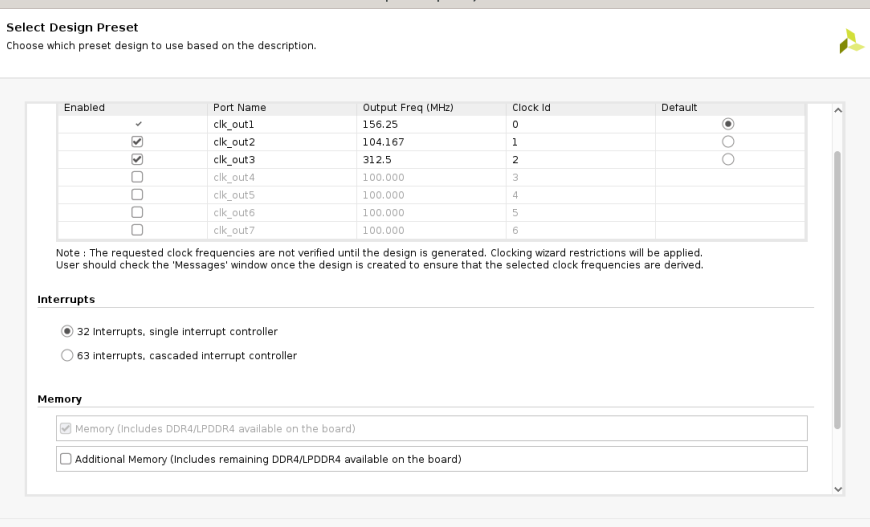 Select Design Preset
Choose which preset design to use based on the description.
Enabled Port Name Output Freq (MHz) Clock Id Default
clk_out1 156.25 0
clk_out2 104.167 1
clk_out3 312.5 2
clk_out4 100.000 3
clk_out5 100.000 4
clk_out6 100.000 5
clk_out7 100.000 6
Note : The requested clock frequencies are not verified until the design is generated. Clocking wizard restrictions will be applied.
User should check the 'Messages' window once the design is created to ensure that the selected clock frequencies are derived.
Interrupts
32 Interrupts, single interrupt controller
63 interrupts, cascaded interrupt controller
Memory
Memory (Includes DDR4/LPDDR4 available on the board)
Additional Memory (Includes remaining DDR4/LPDDR4 available on the board)